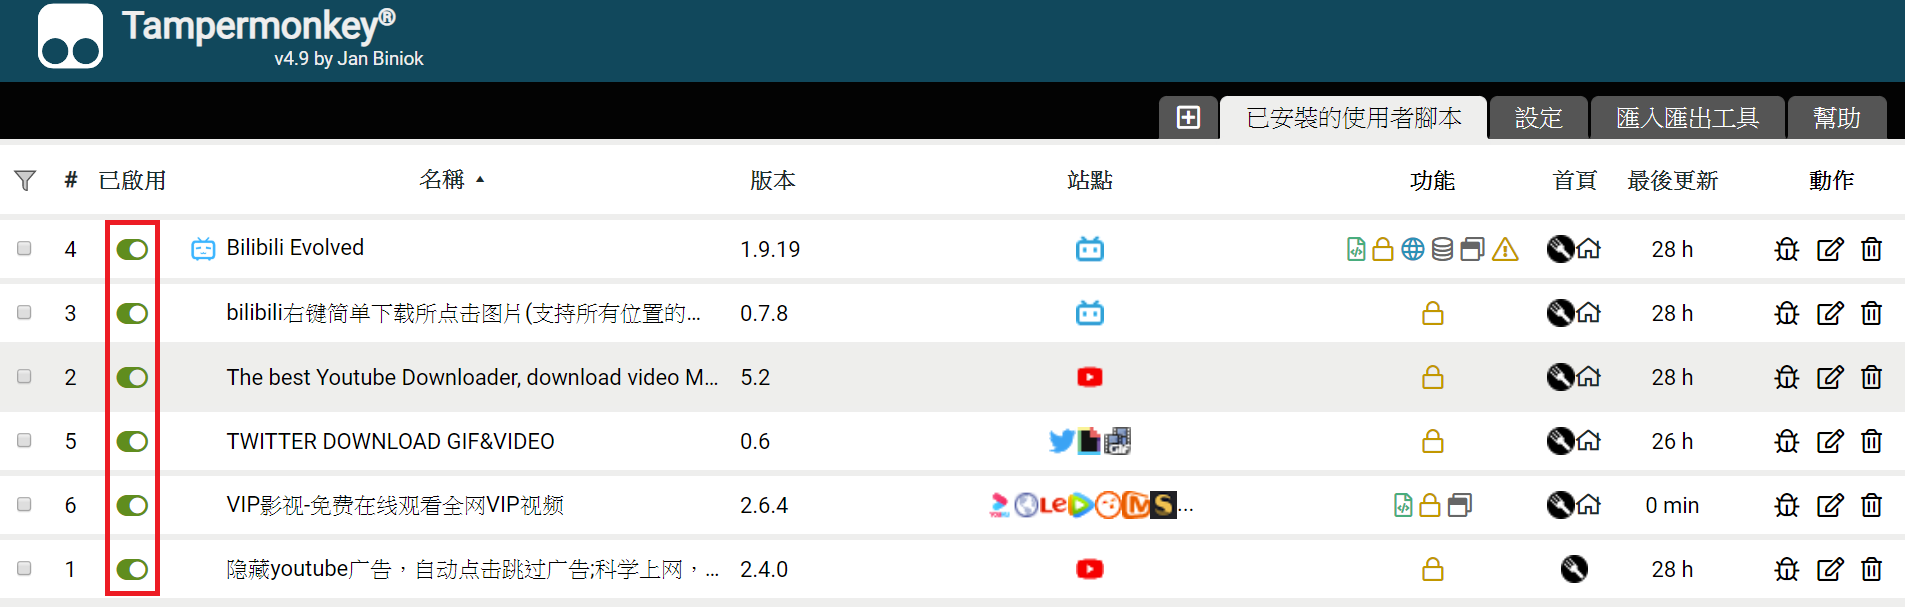 Tampermonkey®
v4.9 by Jan Biniok
已安裝的使用者腳本 設定 匯入匯出工具 幫助
# 已啟用 名稱 版本 站點 功能 首頁 最後更新 動作
4 Bilibili Evolved 1.9.19 28 h
3 bilibili右键简单下载所点击图片(支持所有位置的... 0.7.8 28 h
2 The best Youtube Downloader, download video M... 5.2 28 h
5 TWITTER DOWNLOAD GIF&VIDEO 0.6 26 h
6 VIP影视-免费在线观看全网VIP视频 2.6.4 ... 0 min
1 隐藏youtube广告，自动点击跳过广告;科学上网，... 2.4.0 28 h